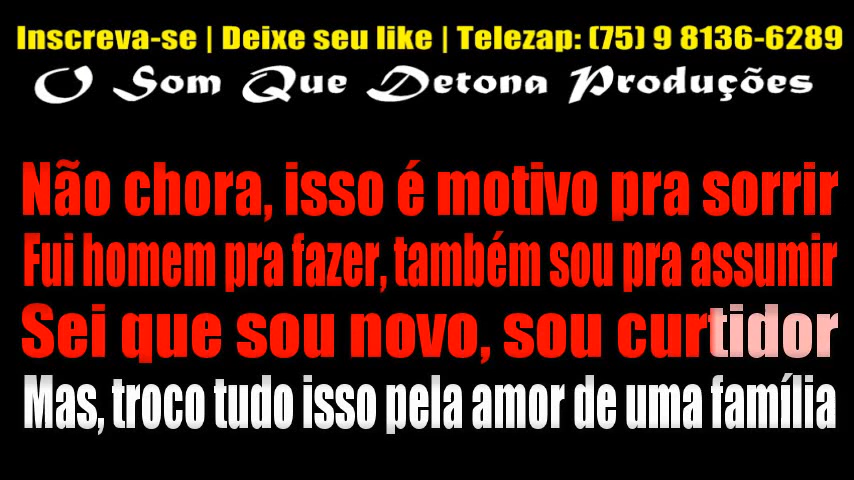 Inscreva-se | Deixe seu like | Telezap: (75) 9 8136-6289
O Som Que Detona Produções
Não chora, isso é motivo pra sorrir
Fui homem pra fazer, também sou pra assumir
Sei que sou novo, sou curtidor
Mas, troco tudo isso pela amor de uma família